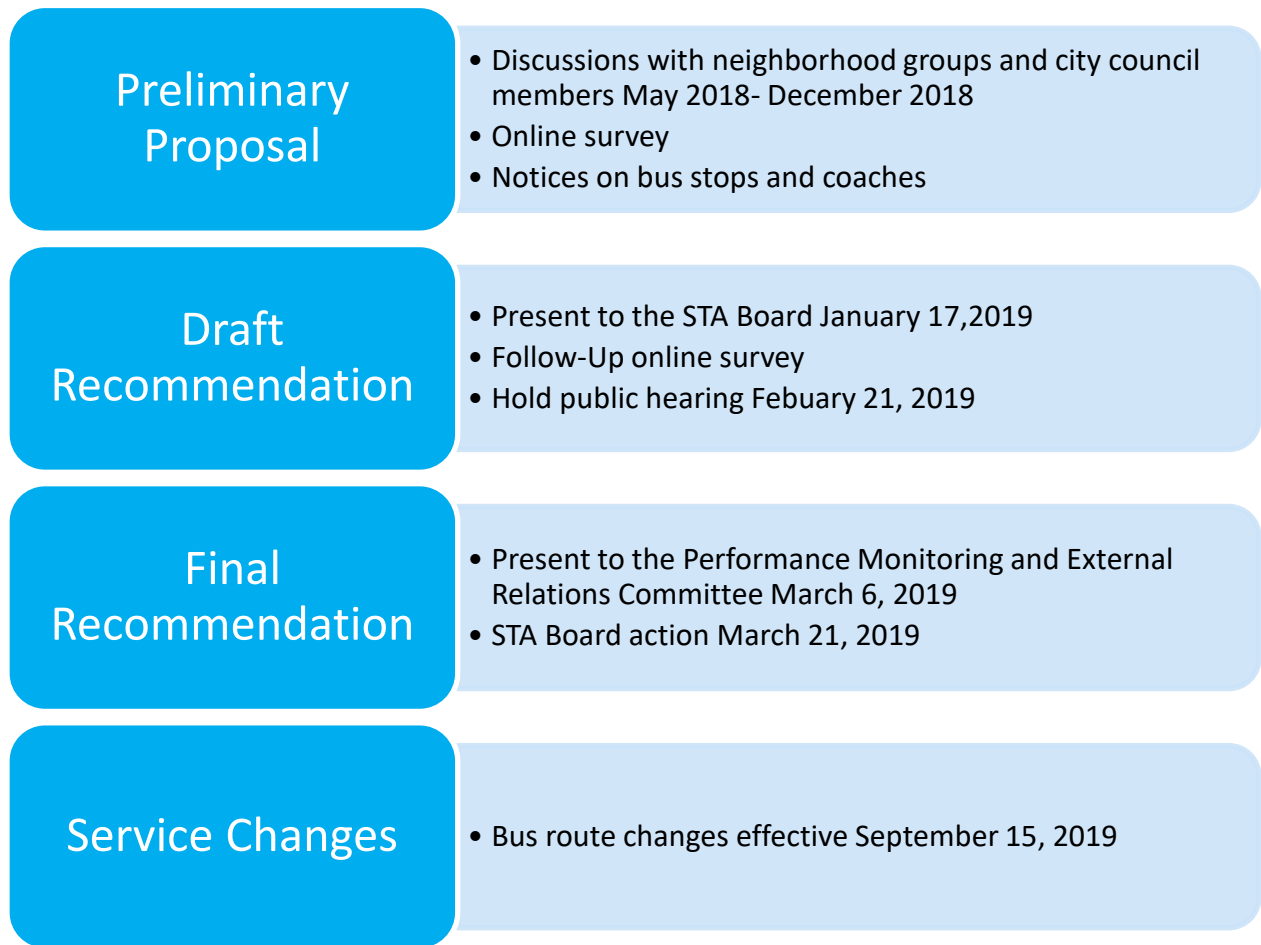 Preliminary
Proposal
• Discussions with neighborhood groups and city council
members May 2018- December 2018
• Online survey
• Notices on bus stops and coaches
Draft
Recommendation
• Present to the STA Board January 17,2019
• Follow-Up online survey
• Hold public hearing Febuary 21, 2019
Final
Recommendation
• Present to the Performance Monitoring and External
Relations Committee March 6, 2019
• STA Board action March 21, 2019
Service Changes
• Bus route changes effective September 15, 2019